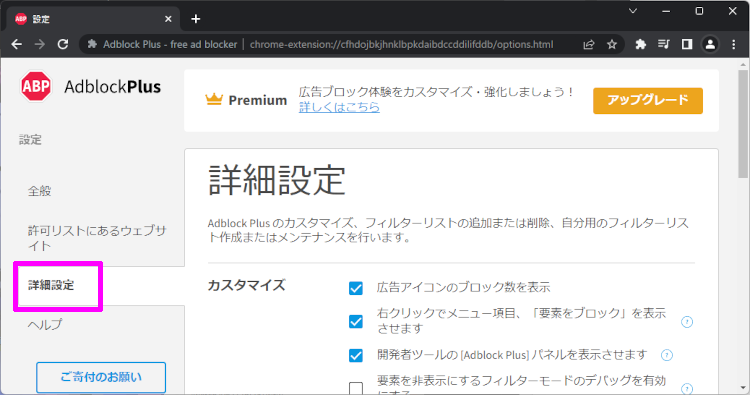 ABP 設定
Adblock Plus - free ad blocker | chrome-extension://cfhdojbkjhnklbpkdaibdccddilifddb/options.html
ABP AdblockPlus
設定
全般
許可リストにあるウェブサ
イト
詳細設定
ヘルプ
ご寄付のお願い
Premium
広告ブロック体験をカスタマイズ・強化しましょう！
詳しくはこちら
アップグレード
詳細設定
Adblock Plus のカスタマイズ、フィルターリストの追加または削除、自分用のフィルターリス
ト作成またはメンテナンスを行います。
カスタマイズ
広告アイコンのブロック数を表示
右クリックでメニュー項目、「要素をブロック」を表示
させます ?
開発者ツールの [Adblock Plus] パネルを表示させます ?
要素を非表示にするフィルターモードのデバッグを有効
にする ?